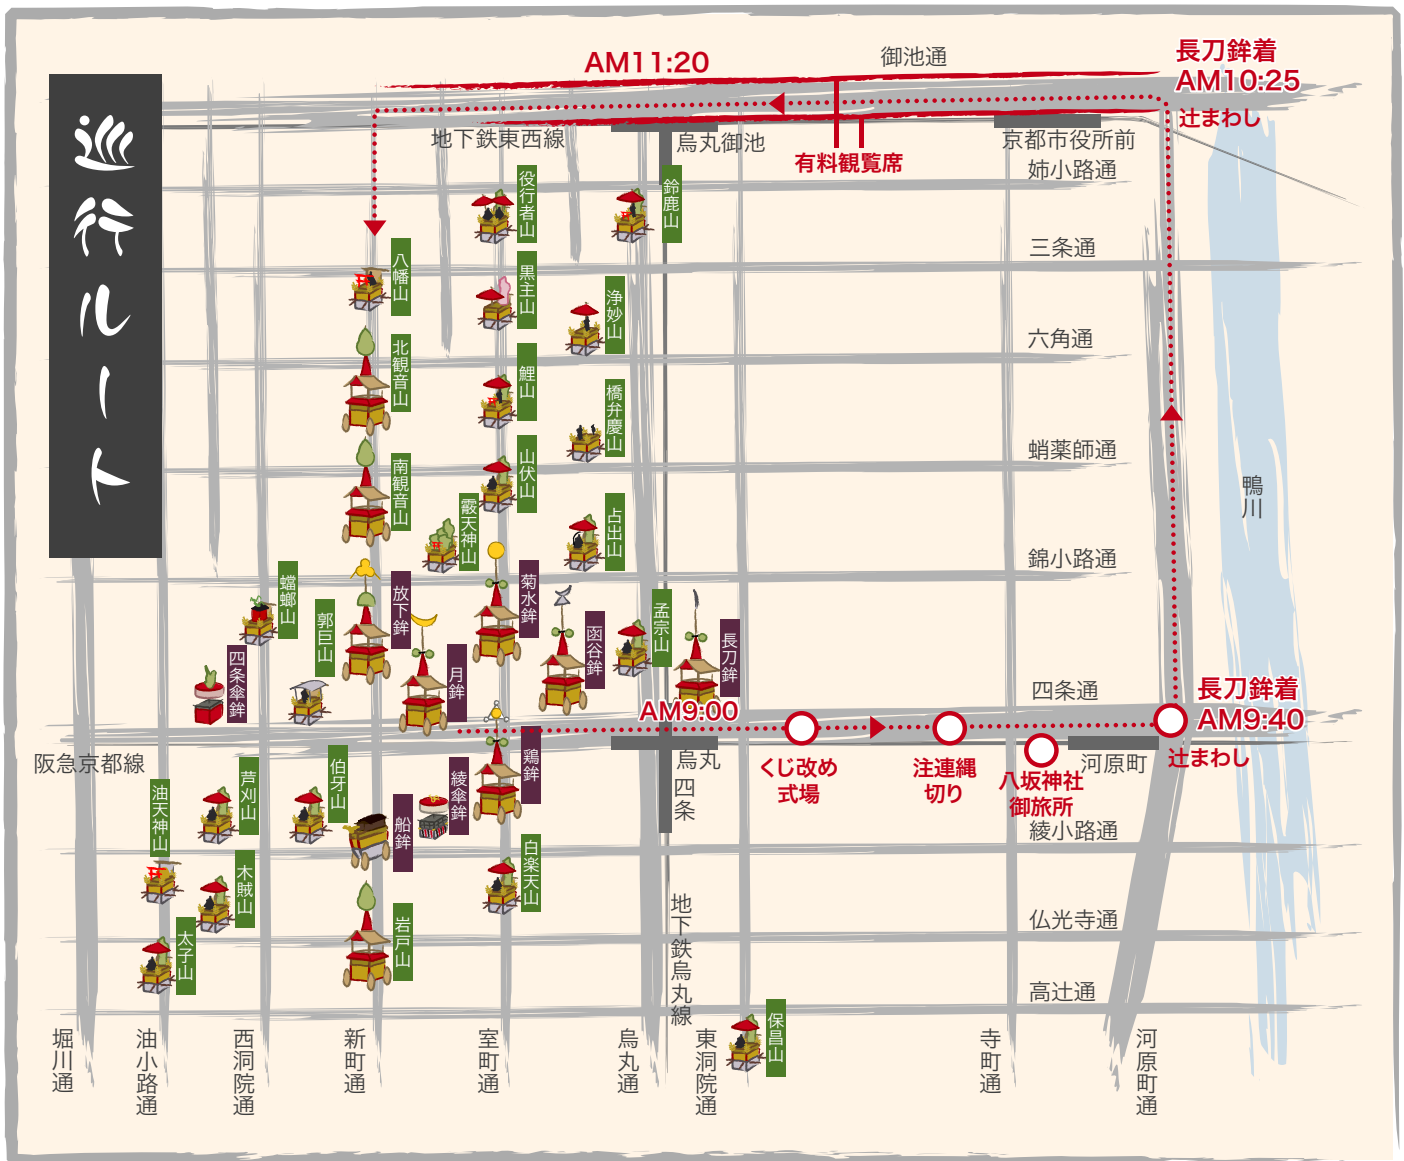 巡行ルート
AM11:20
御池通
長刀鉾着
AM10:25
辻まわし
地下鉄東西線
烏丸御池
有料観覧席
京都市役所前
姉小路通
三条通
六角通
蛸薬師通
錦小路通
四条通
綾小路通
仏光寺通
高辻通
鴨川
役行者山
鈴鹿山
八幡山
黒主山
浄妙山
北観音山
鯉山
橋弁慶山
南観音山
山伏山
霰天神山
占出山
蟷螂山
郭巨山
放下鉾
菊水鉾
函谷鉾
孟宗山
長刀鉾
四条傘鉾
月鉾
AM9:00
長刀鉾着
AM9:40
辻まわし
くじ改め
式場
注連縄
切り
八坂神社
御旅所
河原町
烏丸
四条
阪急京都線
油天神山
芦刈山
伯牙山
船鉾
綾傘鉾
鶏鉾
木賊山
白楽天山
太子山
岩戸山
保昌山
地下鉄烏丸線
堀川通
油小路通
西洞院通
新町通
室町通
烏丸通
東洞院通
寺町通
河原町通